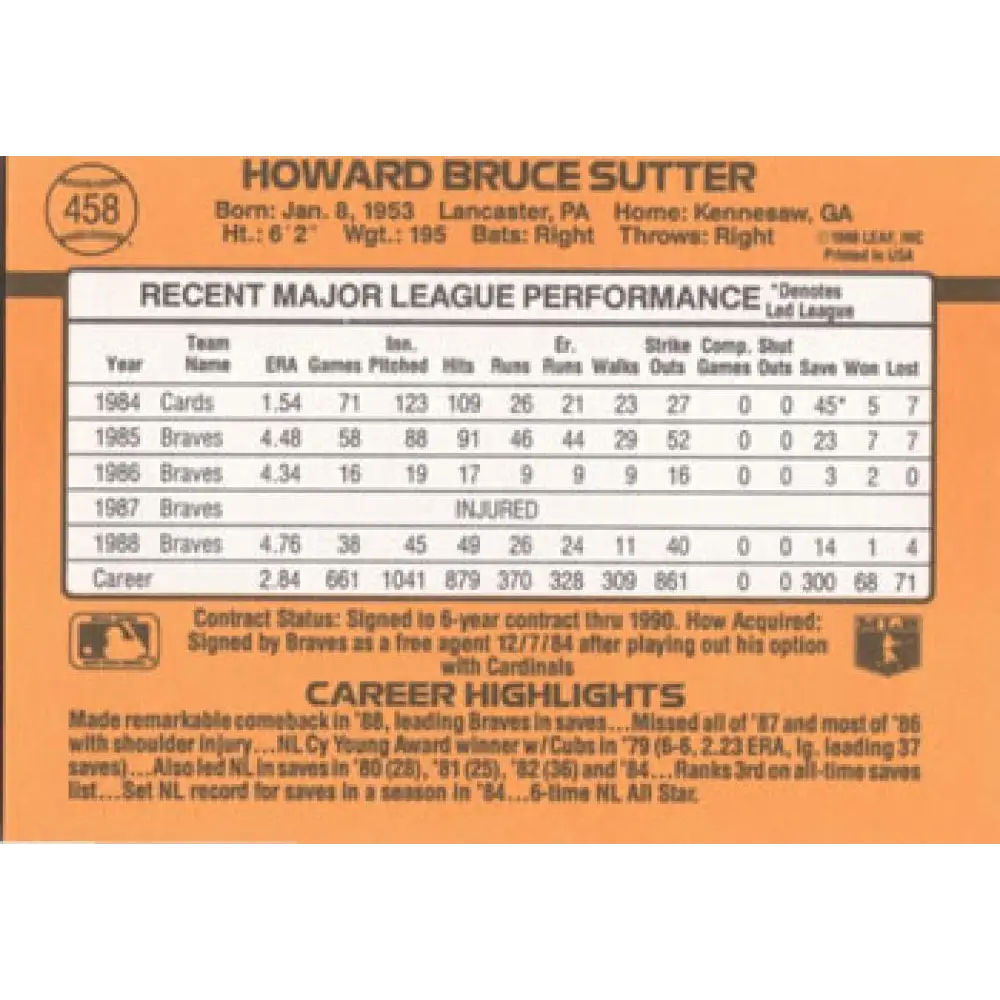 HOWARD BRUCE SUTTER
458
Born: Jan. 8, 1953 Lancaster, PA Home: Kennesaw, GA
Ht.: 6'2" Wgt.: 195 Bats: Right Throws: Right ©1988 LEAF, INC
Printed in USA
RECENT MAJOR LEAGUE PERFORMANCE *Denotes
Led League
Team Inn. Er. Strike Comp. Shut
Year Name ERA Games Pitched Hits Runs Runs Walks Outs Games Outs Save Won Lost
1984 Cards 1.54 71 123 109 26 21 23 27 0 0 45* 5 7
1985 Braves 4.48 58 88 91 46 44 29 52 0 0 23 7 7
1986 Braves 4.34 16 19 17 9 9 9 16 0 0 3 2 0
1987 Braves INJURED
1988 Braves 4.76 38 45 49 26 24 11 40 0 0 14 1 4
Career 2.84 661 1041 879 370 328 309 861 0 0 300 68 71
Contract Status: Signed to 6-year contract thru 1990. How Acquired:
Signed by Braves as a free agent 12/7/84 after playing out his option
with Cardinals
MLB
CAREER HIGHLIGHTS
Made remarkable comeback in '88, leading Braves in saves...Missed all of '87 and most of '86
with shoulder injury...NL Cy Young Award winner w/Cubs in '79 (6-6, 2.23 ERA, lg. leading 37
saves)...Also led NL in saves in '80 (28), '81 (25), '82 (36) and '84...Ranks 3rd on all-time saves
list...Set NL record for saves in a season in '84...6-time NL All Star.